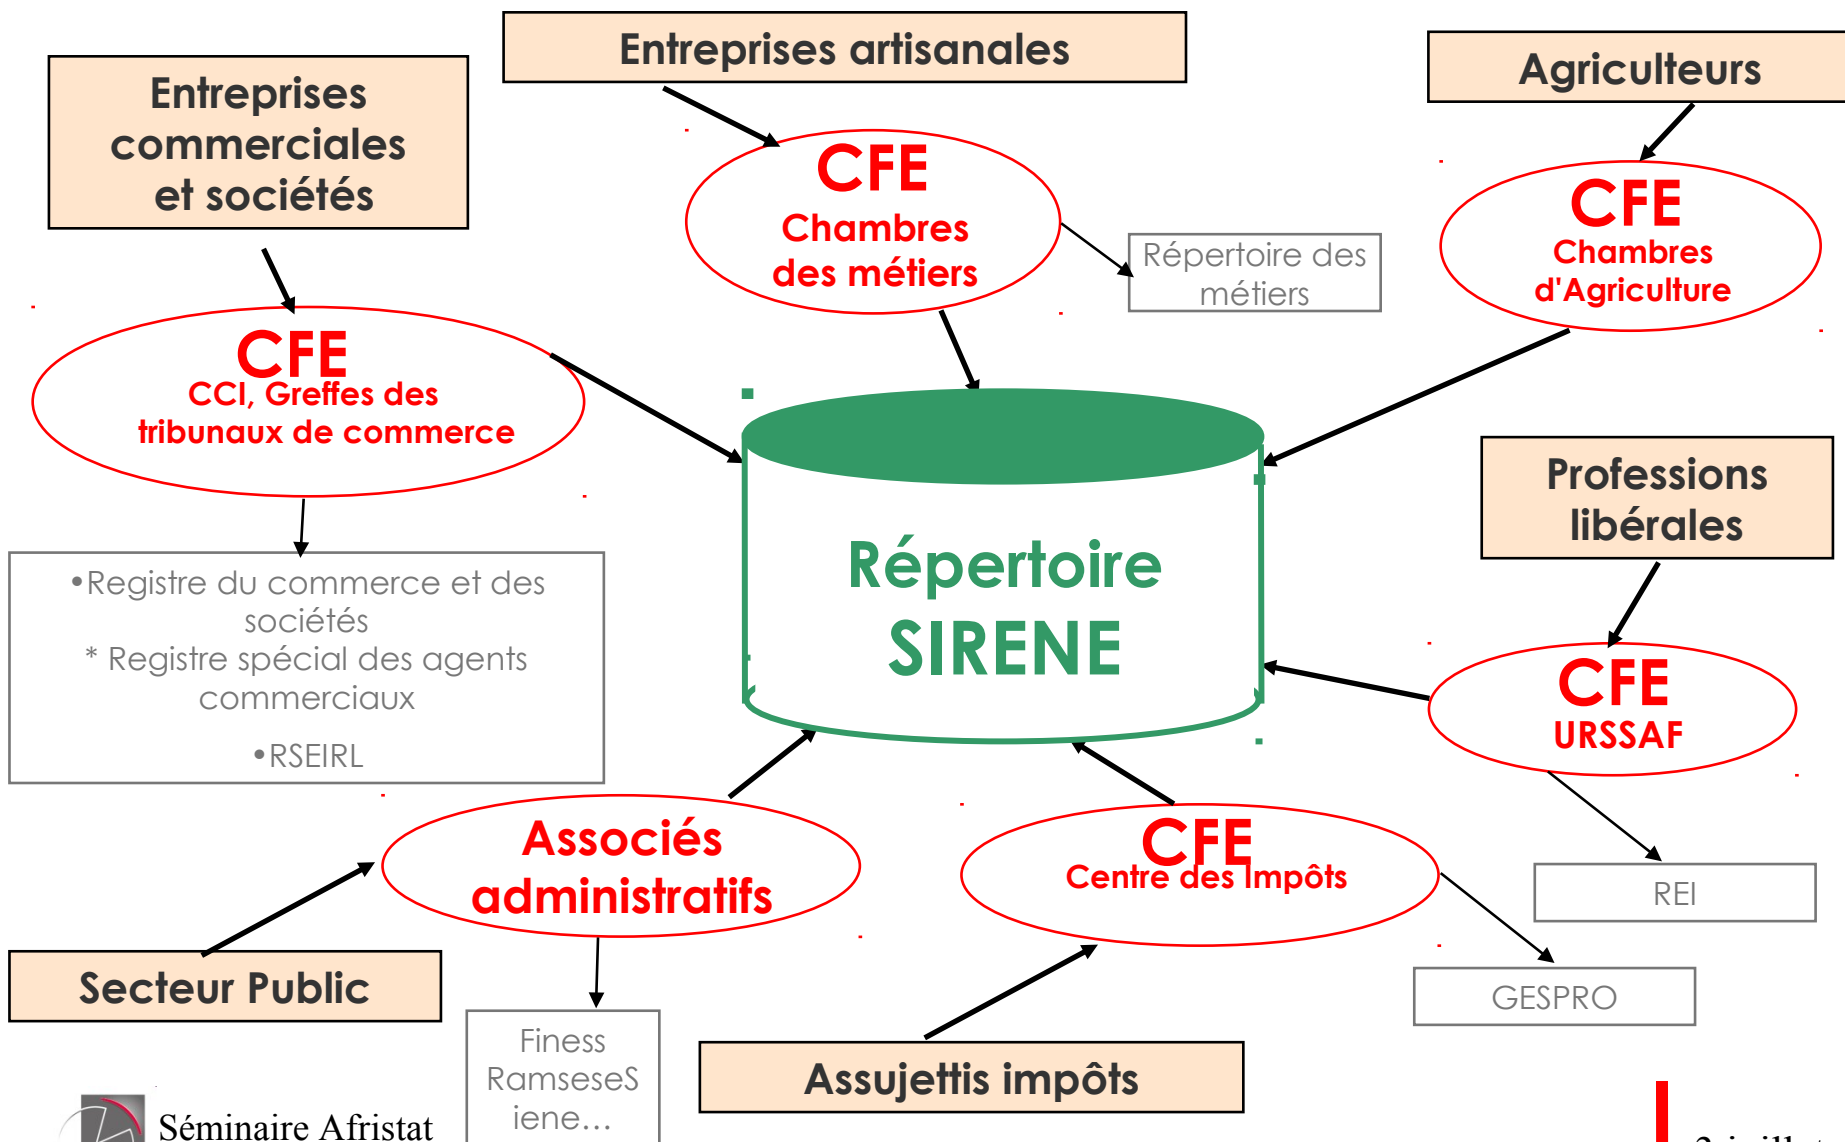 Entreprises artisanales
Agriculteurs
Entreprises
commerciales
et sociétés
CFE
Chambres
des métiers
CFE
Chambres
d'Agriculture
Répertoire des
métiers
CFE
CCI, Greffes des
tribunaux de commerce
Professions
libérales
Répertoire
SIRENE
•Registre du commerce et des
sociétés
* Registre spécial des agents
commerciaux
•RSEIRL
CFE
URSSAF
Associés
administratifs
CFE
Centre des Impôts
REI
Secteur Public
GESPRO
Finess
RamseseS
iene…
Assujettis impôts
Séminaire Afristat